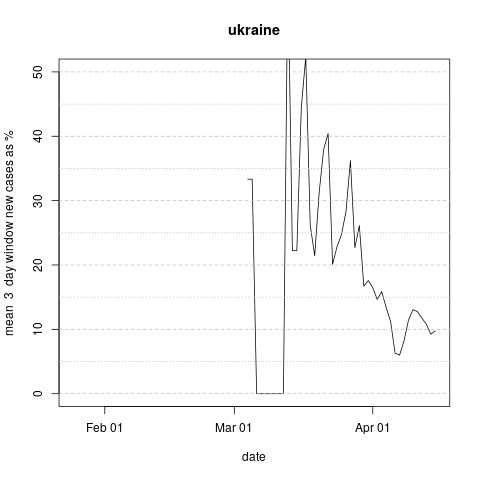 ukraine
mean 3 day window new cases as %
50
40
30
20
10
0
Feb 01
Mar 01
Apr 01
date